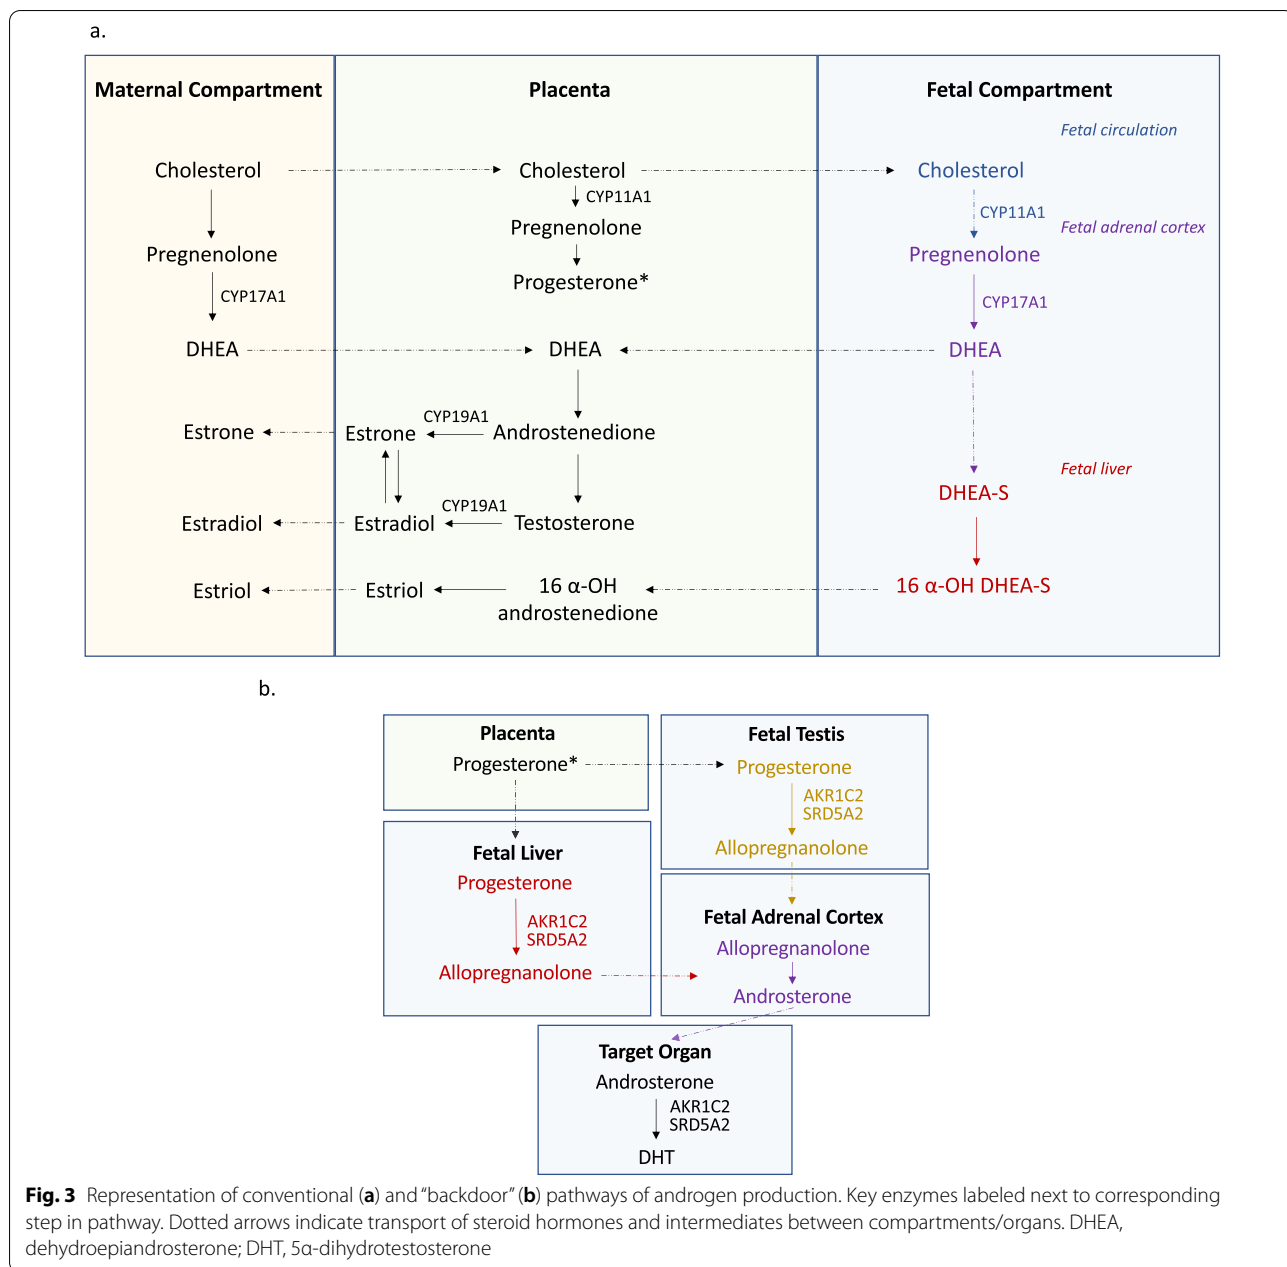 a.
Maternal Compartment
Placenta
Fetal Compartment
Fetal circulation
Cholesterol
Cholesterol
Cholesterol
CYP11A1
CYP11A1
Fetal adrenal cortex
Pregnenolone
Pregnenolone
Pregnenolone
Progesterone*
CYP17A1
CYP17A1
DHEA
DHEA
DHEA
CYP19A1
Estrone
Estrone
Androstenedione
Fetal liver
DHEA-S
CYP19A1
Estradiol
Estradiol
Testosterone
Estriol
Estriol
16 α-OH
androstenedione
16 α-OH DHEA-S
b.
Placenta
Progesterone*
Fetal Testis
Progesterone
AKR1C2
SRD5A2
Allopregnanolone
Fetal Liver
Progesterone
AKR1C2
SRD5A2
Allopregnanolone
Fetal Adrenal Cortex
Allopregnanolone
Androsterone
Target Organ
Androsterone
AKR1C2
SRD5A2
DHT
Fig. 3 Representation of conventional (a) and “backdoor” (b) pathways of androgen production. Key enzymes labeled next to corresponding
step in pathway. Dotted arrows indicate transport of steroid hormones and intermediates between compartments/organs. DHEA,
dehydroepiandrosterone; DHT, 5α-dihydrotestosterone